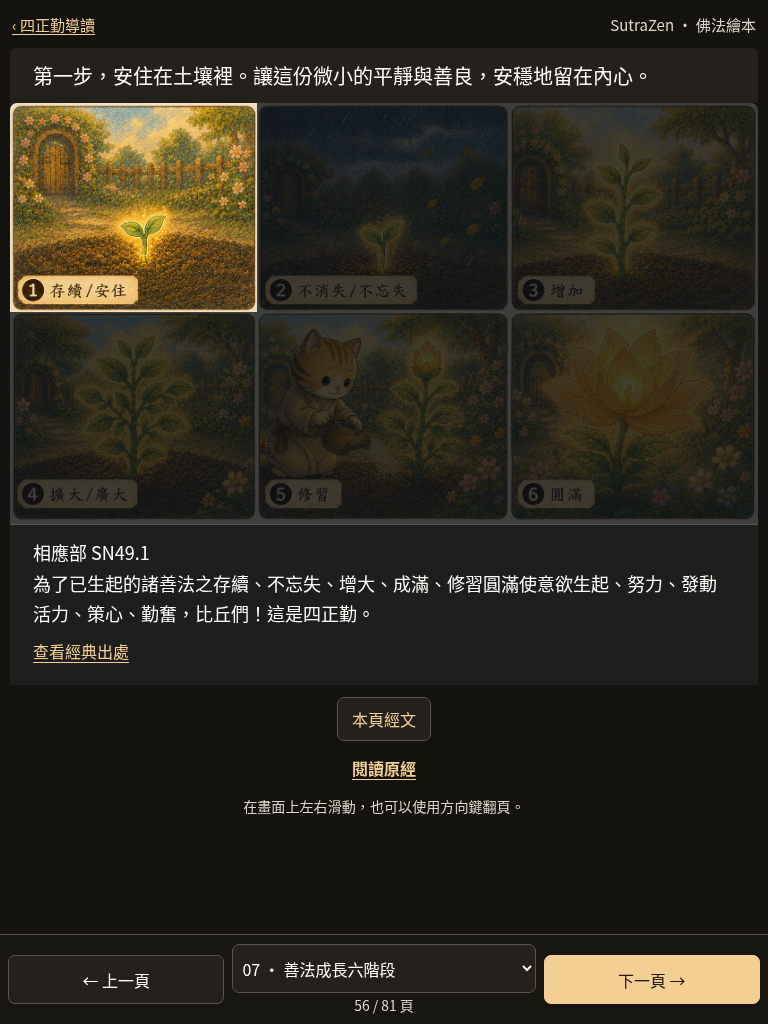 ‹ 四正勤導讀
SutraZen · 佛法繪本
第一步，安住在土壤裡。讓這份微小的平靜與善良，安穩地留在內心。
1 存續/安住
2 不消失/不忘失
3 增加
4 擴大/廣大
5 修習
6 圓滿
相應部 SN49.1
為了已生起的諸善法之存續、不忘失、增大、成滿、修習圓滿使意欲生起、努力、發動
活力、策心、勤奮，比丘們！這是四正勤。
查看經典出處
本頁經文
閱讀原經
在畫面上左右滑動，也可以使用方向鍵翻頁。
← 上一頁
07 · 善法成長六階段
下一頁 →
56 / 81 頁